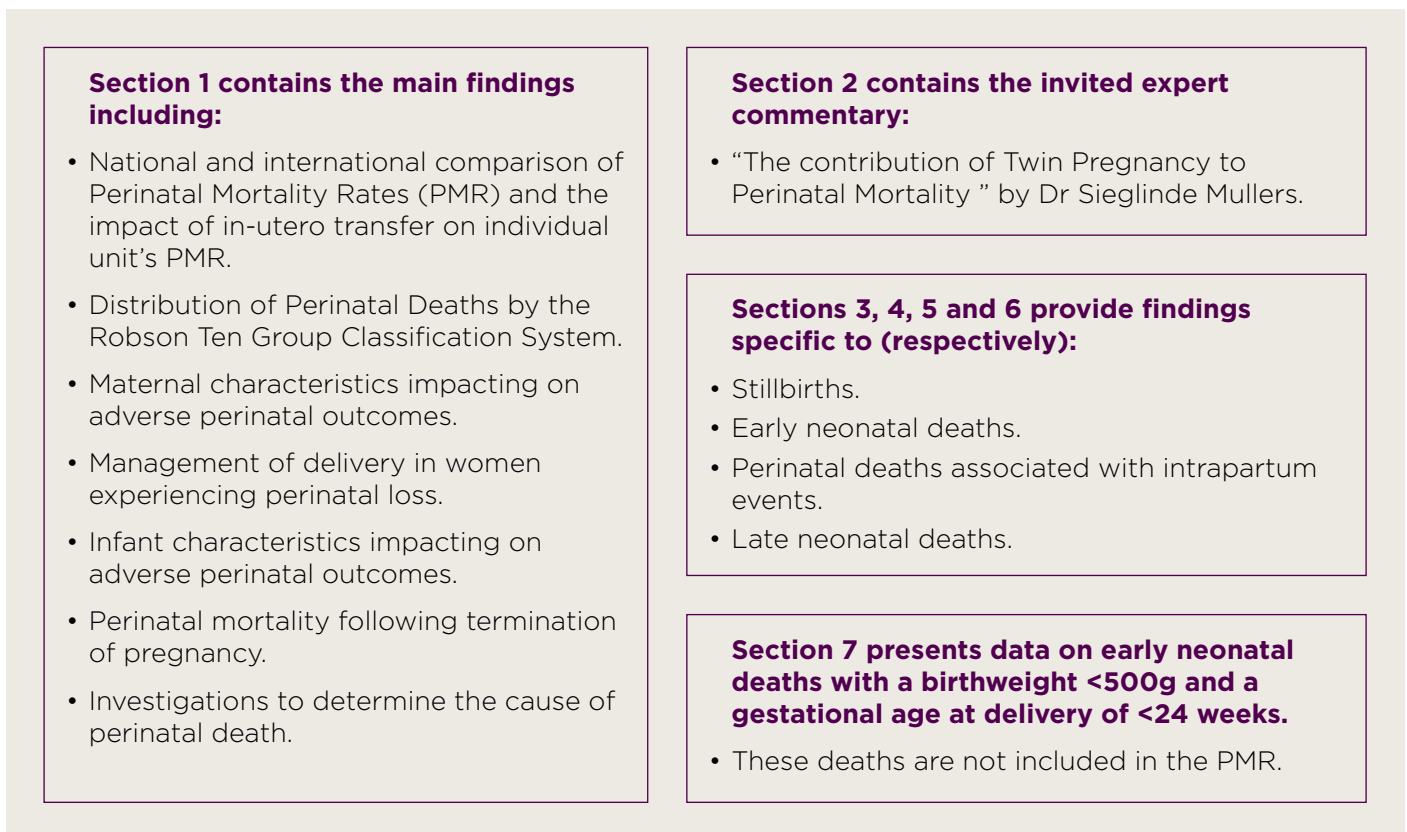 Section 1 contains the main findings
including:
• National and international comparison of
Perinatal Mortality Rates (PMR) and the
impact of in-utero transfer on individual
unit's PMR.
• Distribution of Perinatal Deaths by the
Robson Ten Group Classification System.
• Maternal characteristics impacting on
adverse perinatal outcomes.
• Management of delivery in women
experiencing perinatal loss.
• Infant characteristics impacting on
adverse perinatal outcomes.
• Perinatal mortality following termination
of pregnancy.
• Investigations to determine the cause of
perinatal death.
Section 2 contains the invited expert
commentary:
• “The contribution of Twin Pregnancy to
Perinatal Mortality ” by Dr Sieglinde Mullers.
Sections 3, 4, 5 and 6 provide findings
specific to (respectively):
• Stillbirths.
• Early neonatal deaths.
• Perinatal deaths associated with intrapartum
events.
• Late neonatal deaths.
Section 7 presents data on early neonatal
deaths with a birthweight <500g and a
gestational age at delivery of <24 weeks.
• These deaths are not included in the PMR.